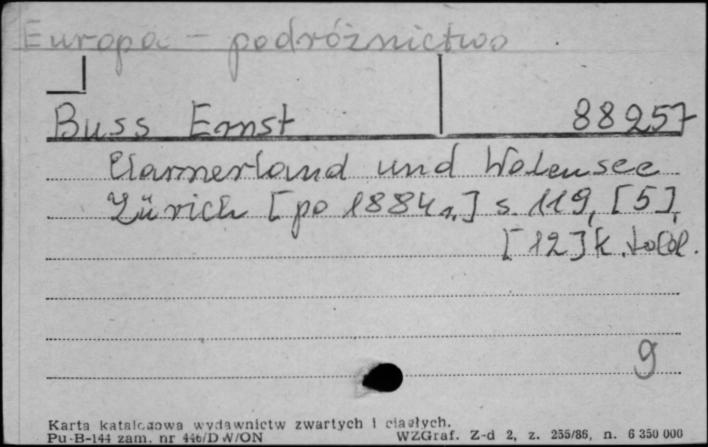 Europa - podróżnictwo
Buss Ernst 88257
Glarnerland und Walensee
Zürich [po 1884 r.] s. 119, [5],
[12] k. tabl.
9
Karta katalogowa wydawnictw zwartych i ciągłych.
Pu-B-144 zam. nr 446/DW/ON WZGraf. Z-d 2, z. 255/86, n. 6 350 000